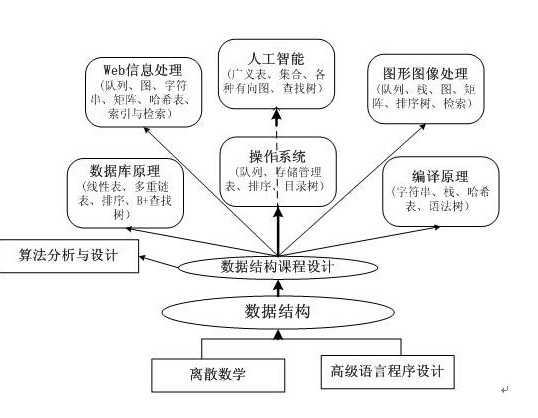 人工智能
(广义表、集合、各
种有向图、查找树)
Web信息处理
(队列、图、字符
串、矩阵、哈希表、
索引与检索)
图形图像处理
(队列、栈、图、矩
阵、排序树、检索)
操作系统
(队列、存储管理
表、排序、目录树)
数据库原理
(线性表、多重链
表、排序、B+查找
树)
编译原理
(字符串、栈、哈希
表、语法树)
算法分析与设计
数据结构课程设计
数据结构
离散数学
高级语言程序设计